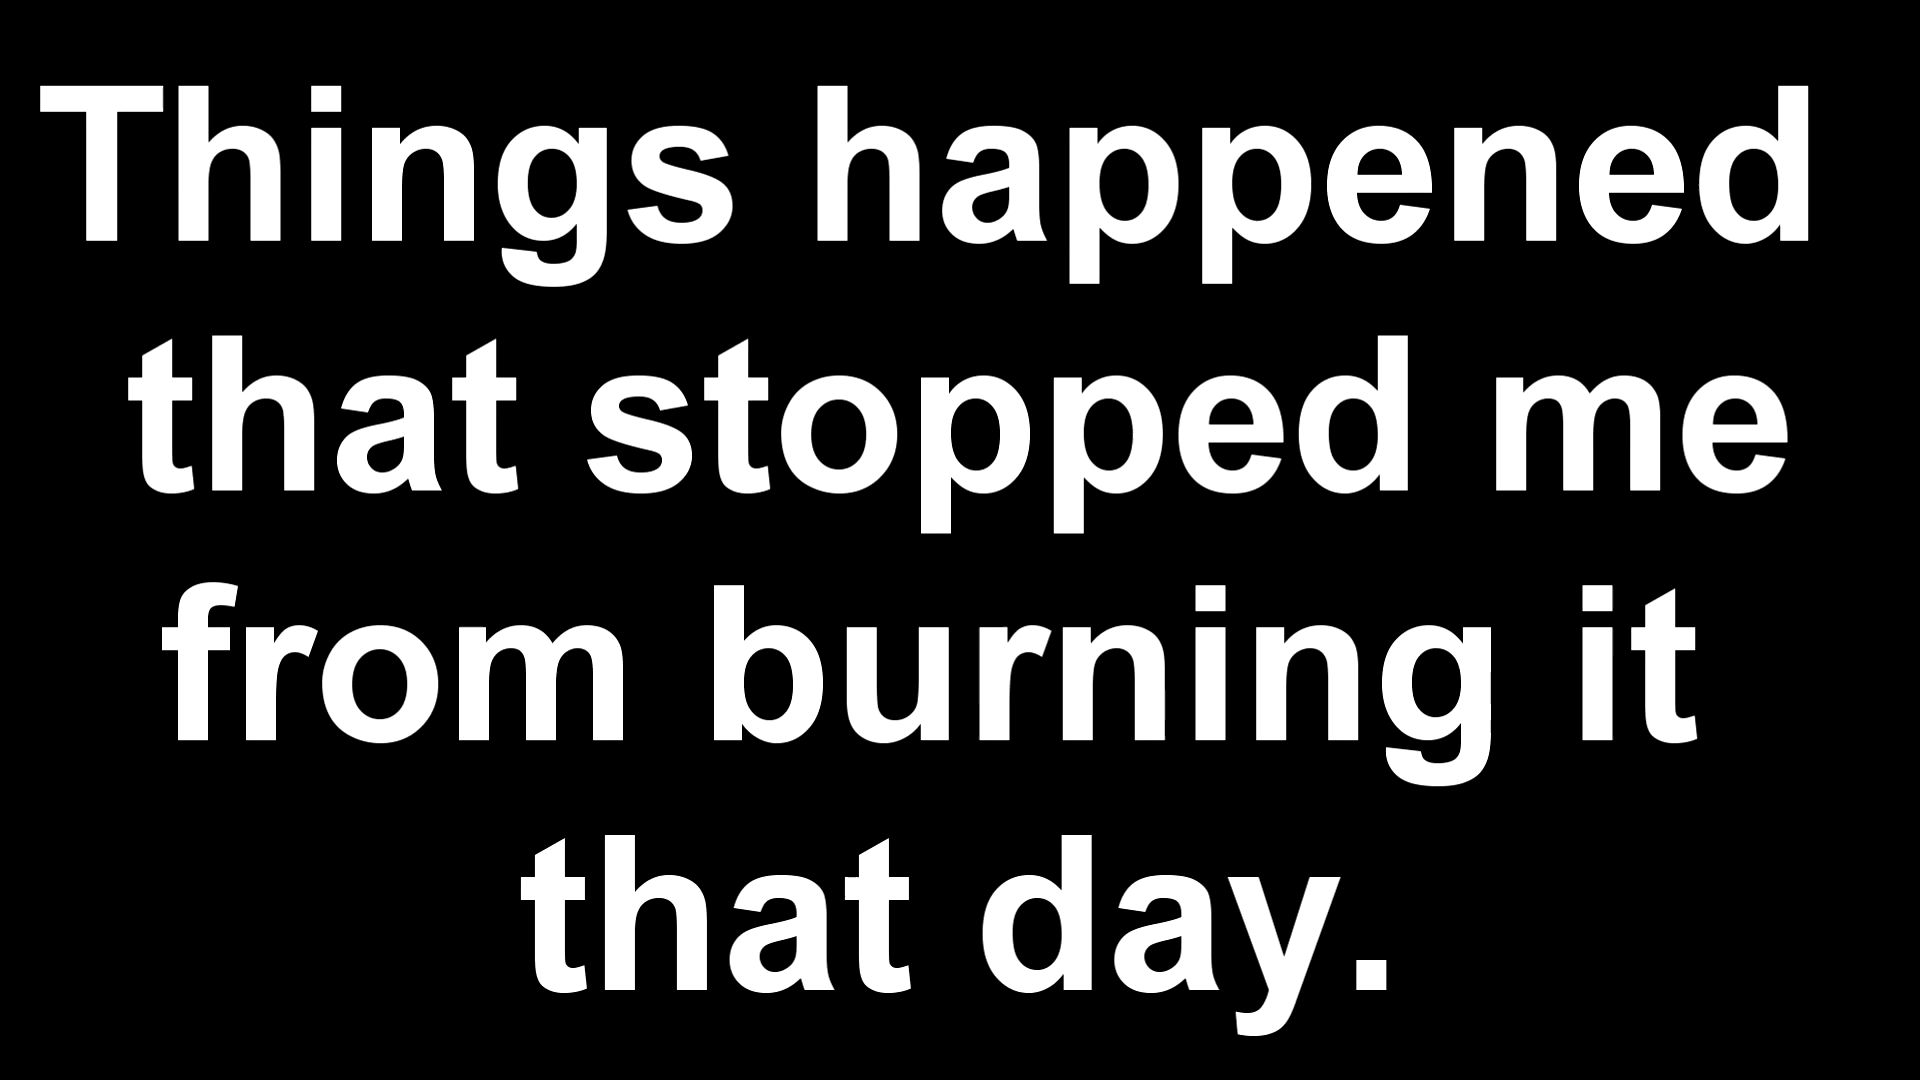 Things happened
that stopped me
from burning it
that day.